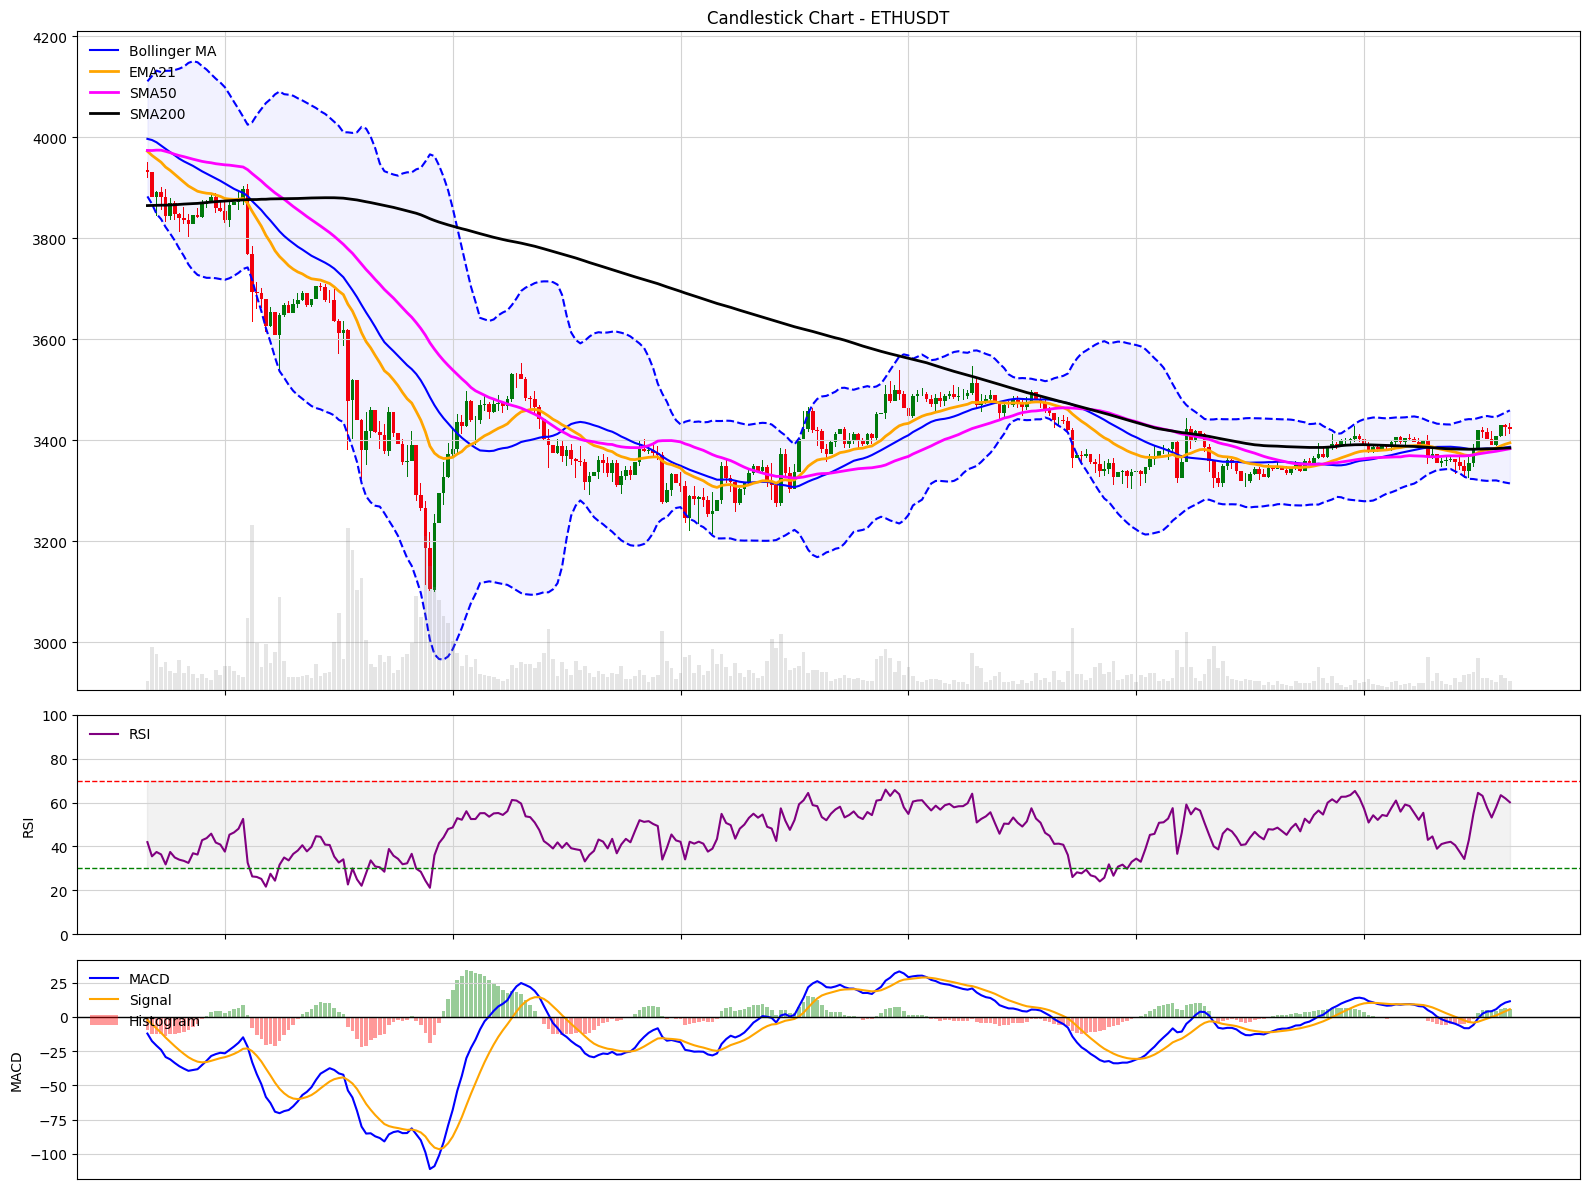 Candlestick Chart - ETHUSDT
4200
4000
3800
3600
3400
3200
3000
Bollinger MA
EMA21
SMA50
SMA200
100
80
60
40
20
0
RSI
RSI
25
0
−25
−50
−75
−100
MACD
MACD
Signal
Histogram